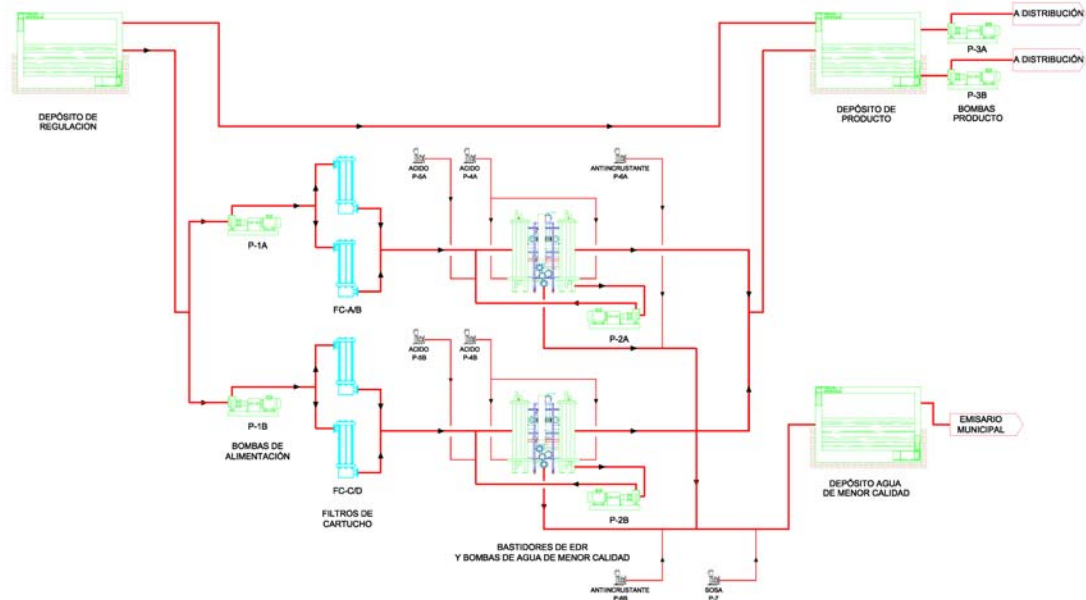 A DISTRIBUCIÓN
P-3A
A DISTRIBUCIÓN
P-3B
DEPÓSITO DE
REGULACION
DEPÓSITO DE
PRODUCTO
BOMBAS
PRODUCTO
ACIDO
P-5A
ACIDO
P-4A
ANTIINCRUSTANTE
P-6A
P-1A
FC-A/B
P-2A
ACIDO
P-5B
ACIDO
P-4B
P-1B
BOMBAS DE
ALIMENTACIÓN
EMISARIO
MUNICIPAL
FC-C/D
DEPÓSITO AGUA
DE MENOR CALIDAD
FILTROS DE
CARTUCHO
P-2B
BASTIDORES DE EDR
Y BOMBAS DE AGUA DE MENOR CALIDAD
ANTIINCRUSTANTE
P-6B
SOSA
P-7